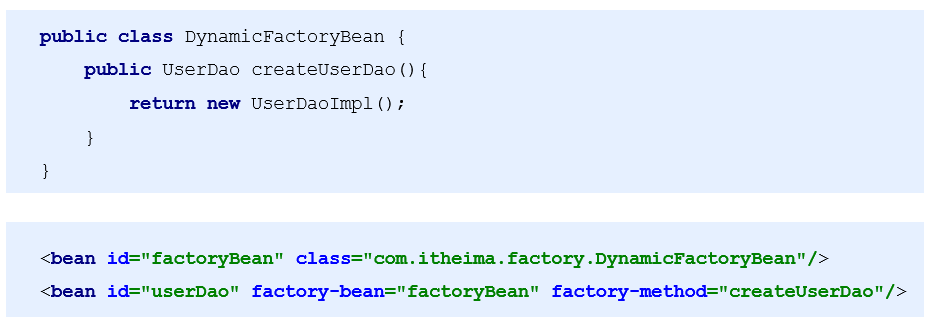 public class DynamicFactoryBean {
public UserDao createUserDao(){
return new UserDaoImpl();
}
}
<bean id="factoryBean" class="com.itheima.factory.DynamicFactoryBean"/>
<bean id="userDao" factory-bean="factoryBean" factory-method="createUserDao"/>